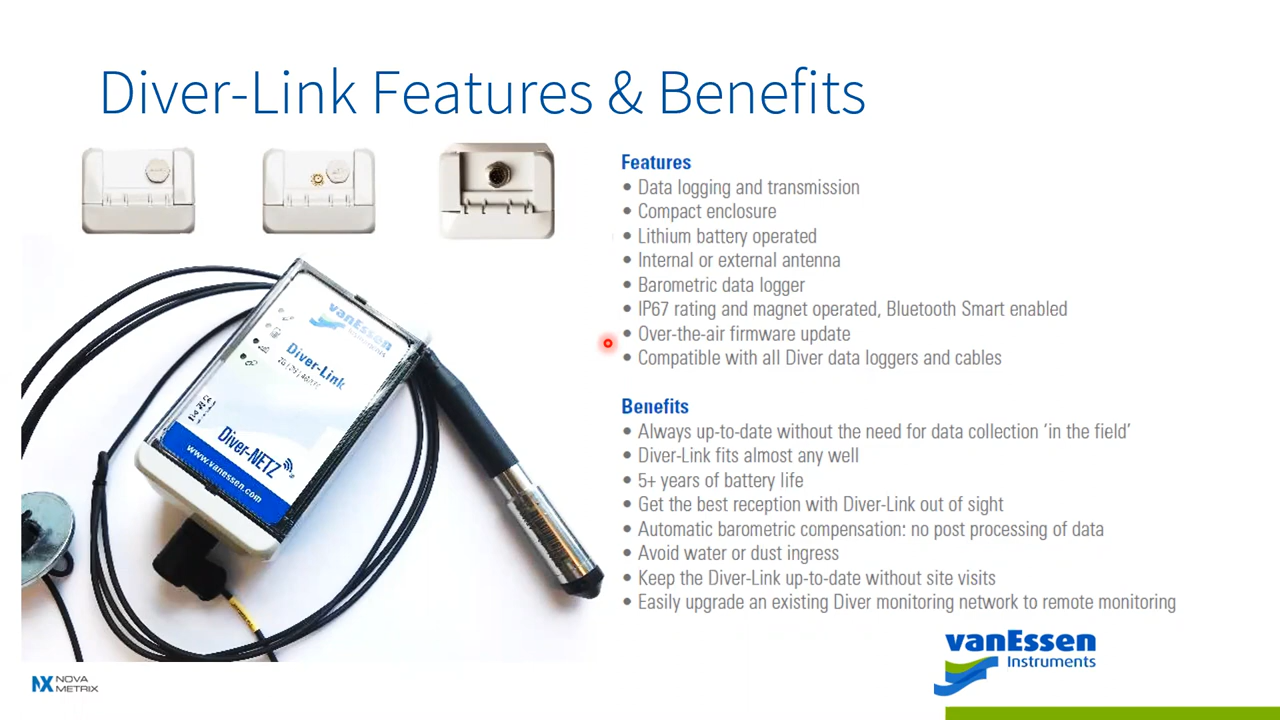 Diver-Link Features & Benefits
Features
• Data logging and transmission
• Compact enclosure
• Lithium battery operated
• Internal or external antenna
• Barometric data logger
• IP67 rating and magnet operated, Bluetooth Smart enabled
• Over-the-air firmware update
• Compatible with all Diver data loggers and cables
Benefits
• Always up-to-date without the need for data collection ‘in the field’
• Diver-Link fits almost any well
• 5+ years of battery life
• Get the best reception with Diver-Link out of sight
• Automatic barometric compensation: no post processing of data
• Avoid water or dust ingress
• Keep the Diver-Link up-to-date without site visits
• Easily upgrade an existing Diver monitoring network to remote monitoring
vanEssen
Instruments
Diver-Link
Diver-NETZ
www.vanessen.com
NOVA
METRIX
vanEssen
Instruments